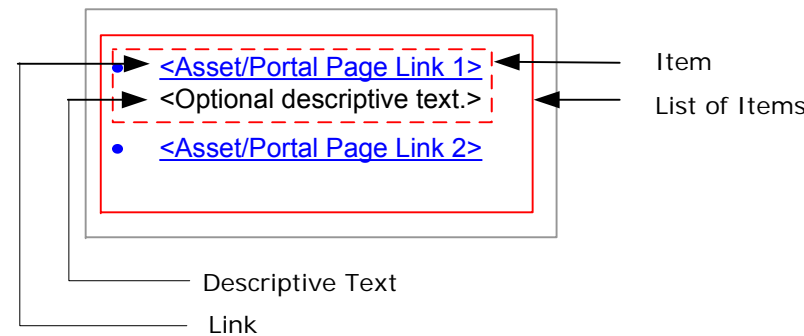 <Asset/Portal Page Link 1>
Item
<Optional descriptive text.>
List of Items
<Asset/Portal Page Link 2>
Descriptive Text
Link